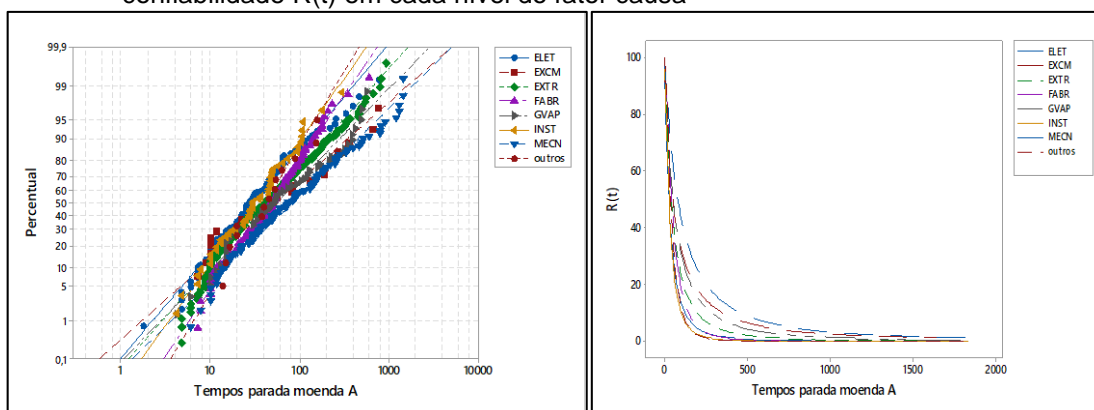 confiabilidade R(t) em cada nível do fator causa
99,9
99
95
90
80
70
60
50
40
30
20
10
5
1
0,1
Percentual
1
10
100
1000
10000
Tempos parada moenda A
ELET
EXCM
EXTR
FABR
GVAP
INST
MECN
outros
100
80
60
40
20
0
R(t)
0
500
1000
1500
2000
Tempos parada moenda A
ELET
EXCM
EXTR
FABR
GVAP
INST
MECN
outros